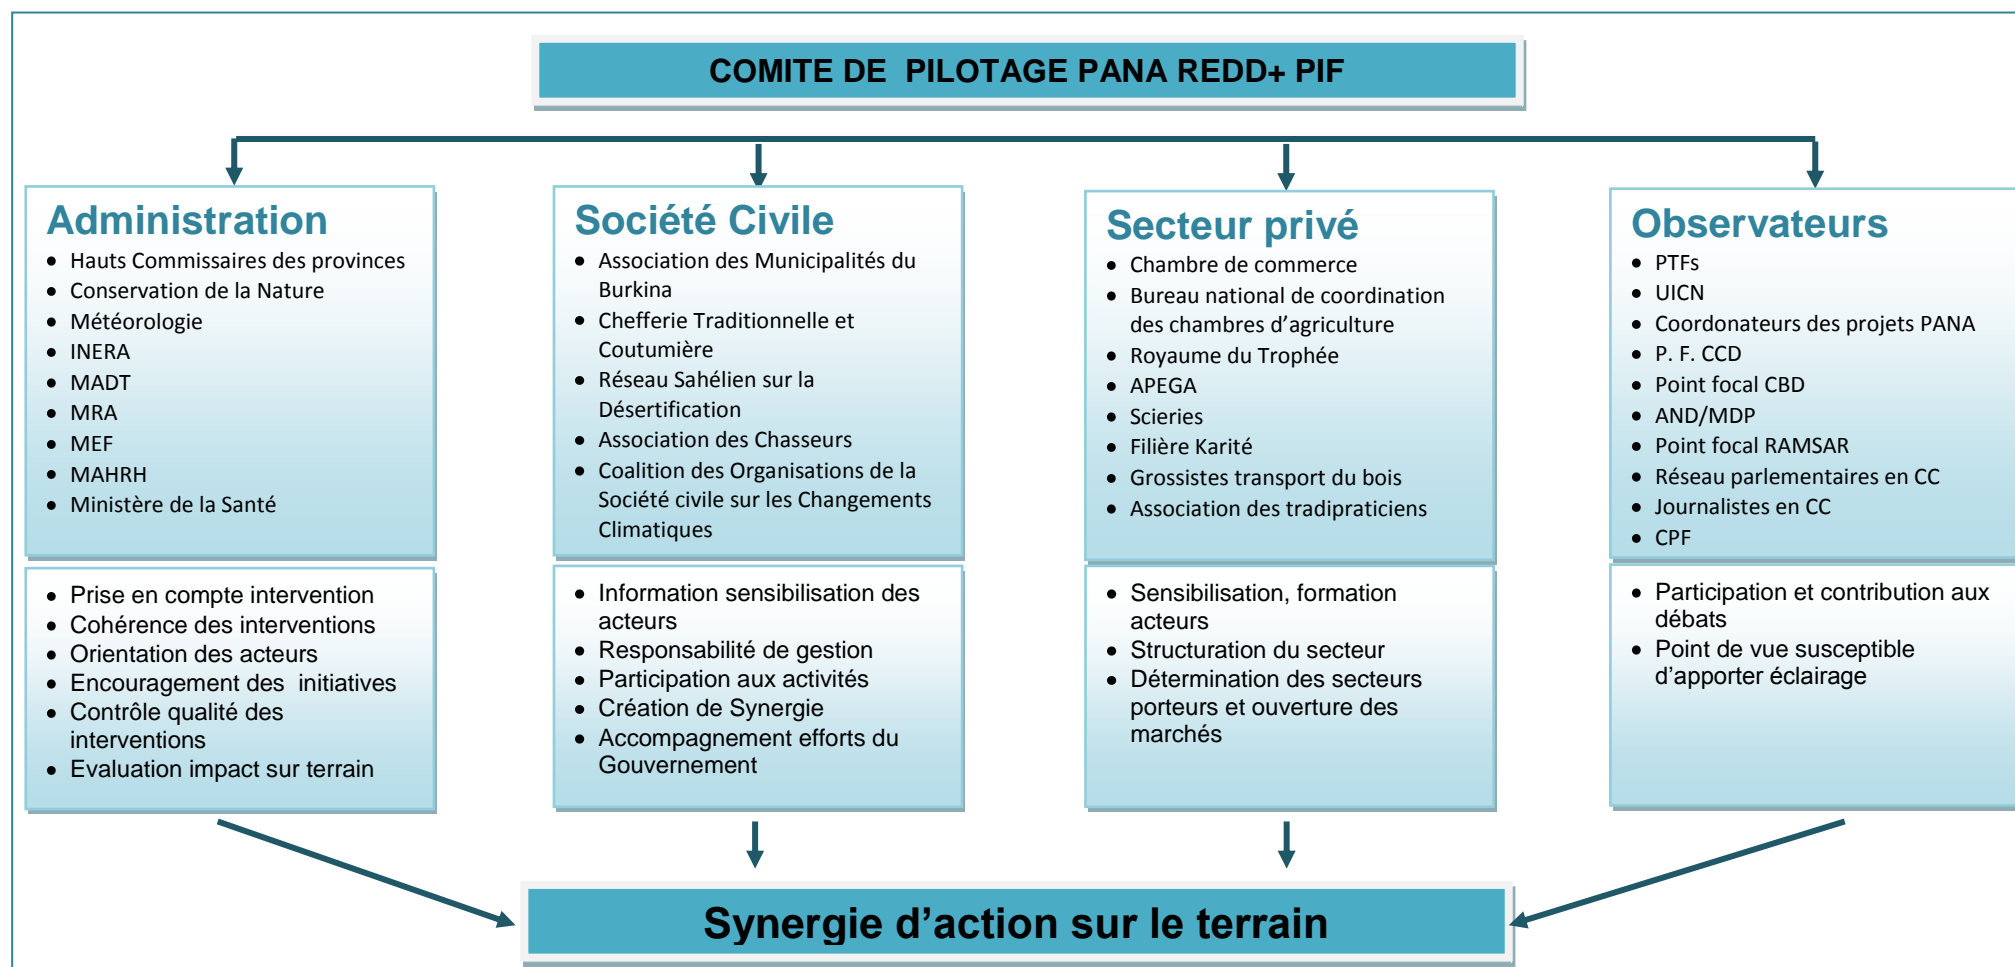 COMITE DE PILOTAGE PANA REDD+ PIF
Administration
• Hauts Commissaires des provinces
• Conservation de la Nature
• Météorologie
• INERA
• MADT
• MRA
• MEF
• MAHRH
• Ministère de la Santé
• Prise en compte intervention
• Cohérence des interventions
• Orientation des acteurs
• Encouragement des initiatives
• Contrôle qualité des
interventions
• Evaluation impact sur terrain
Société Civile
• Association des Municipalités du
Burkina
• Chefferie Traditionnelle et
Coutumière
• Réseau Sahélien sur la
Désertification
• Association des Chasseurs
• Coalition des Organisations de la
Société civile sur les Changements
Climatiques
• Information sensibilisation des
acteurs
• Responsabilité de gestion
• Participation aux activités
• Création de Synergie
• Accompagnement efforts du
Gouvernement
Secteur privé
• Chambre de commerce
• Bureau national de coordination
des chambres d’agriculture
• Royaume du Trophée
• APEGA
• Scieries
• Filière Karité
• Grossistes transport du bois
• Association des tradipraticiens
• Sensibilisation, formation
acteurs
• Structuration du secteur
• Détermination des secteurs
porteurs et ouverture des
marchés
Observateurs
• PTFs
• UICN
• Coordonateurs des projets PANA
• P. F. CCD
• Point focal CBD
• AND/MDP
• Point focal RAMSAR
• Réseau parlementaires en CC
• Journalistes en CC
• CPF
• Participation et contribution aux
débats
• Point de vue susceptible
d’apporter éclairage
Synergie d’action sur le terrain